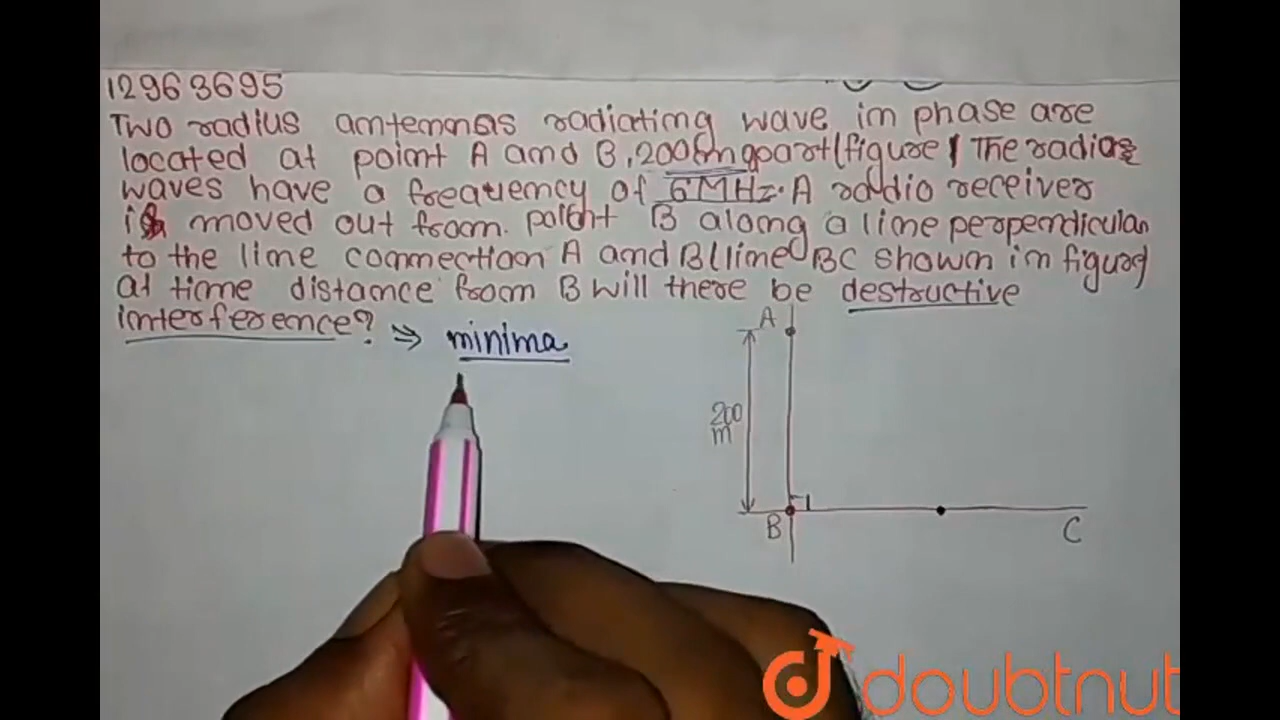 12963695
Two radius antennas radiating wave in phase are
located at point A and B, 200m apart (figure) The radio
waves have a frequency of 6MHz. A radio receiver
is moved out from point B along a line perpendicular
to the line connection A and B (line BC shown in figure)
at time distance from B will there be destructive
interference? ⇒ minima
A
200
m
B
C
doubtnut